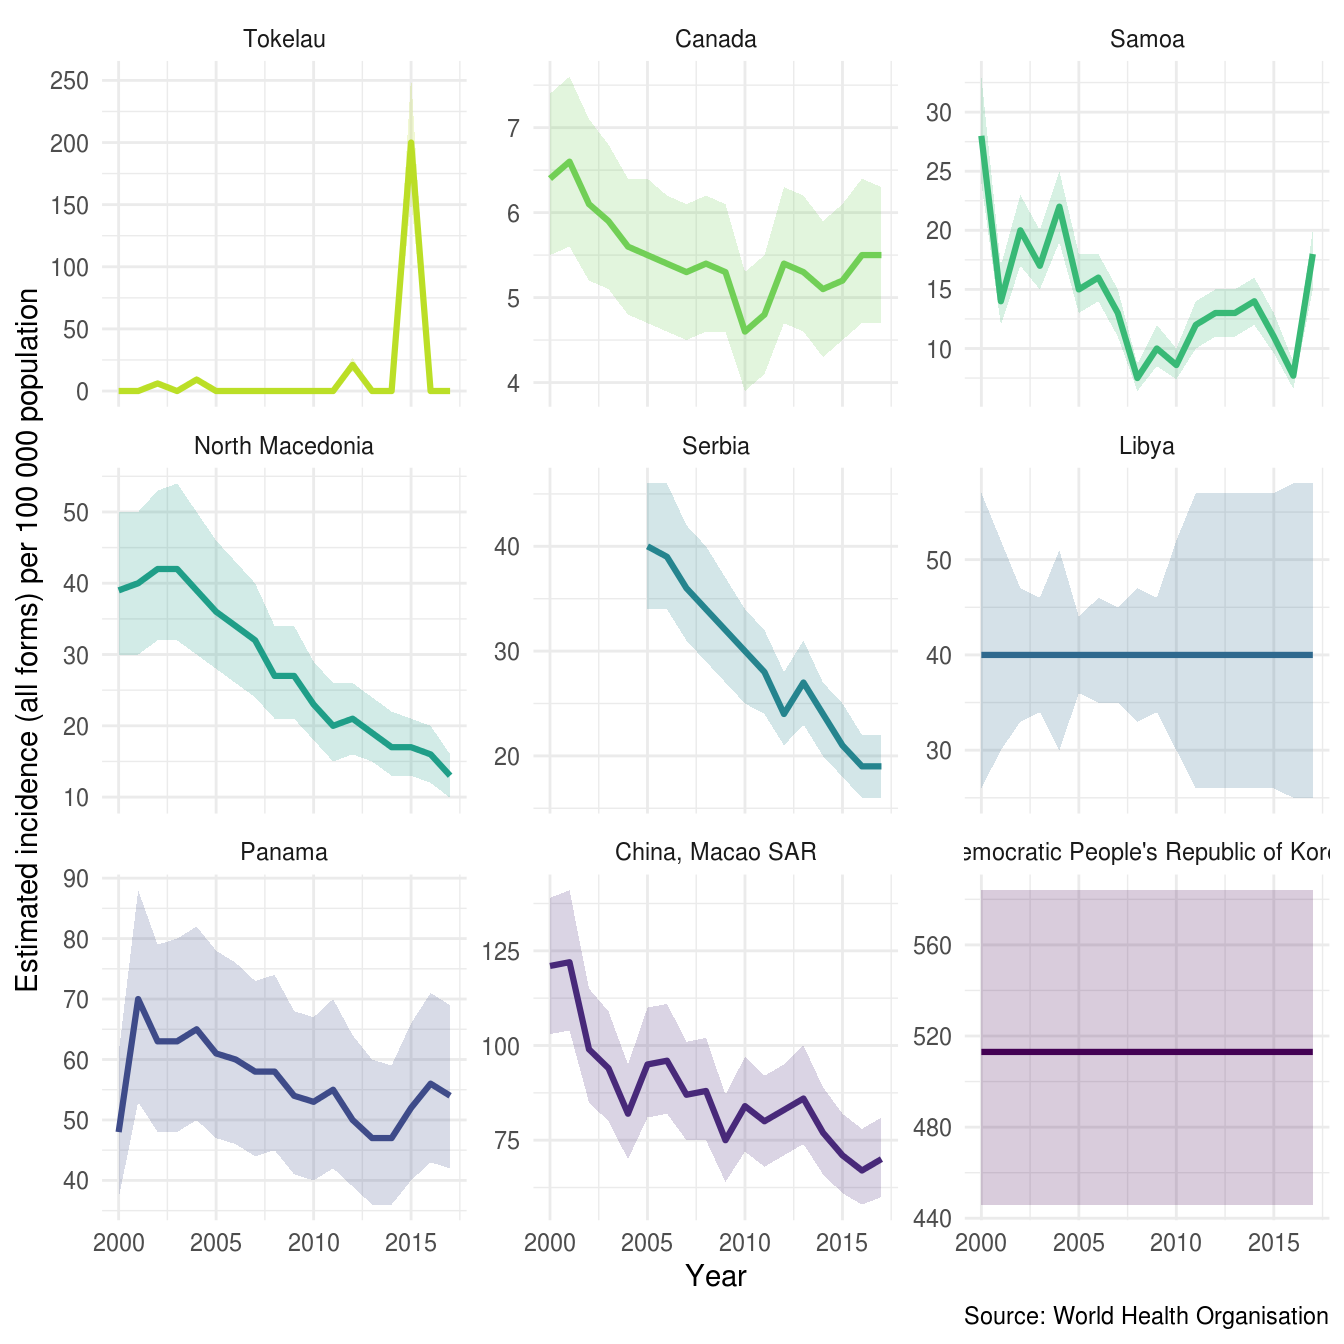 Tokelau
Canada
Samoa
250
200
150
100
50
0
7
6
5
4
30
25
20
15
10
North Macedonia
Serbia
Libya
50
40
30
20
10
40
30
20
50
40
30
Panama
China, Macao SAR
emocratic People's Republic of Kor
90
80
70
60
50
40
125
100
75
560
520
480
440
2000 2005 2010 2015
2000 2005 2010 2015
2000 2005 2010 2015
Estimated incidence (all forms) per 100 000 population
Year
Source: World Health Organisation